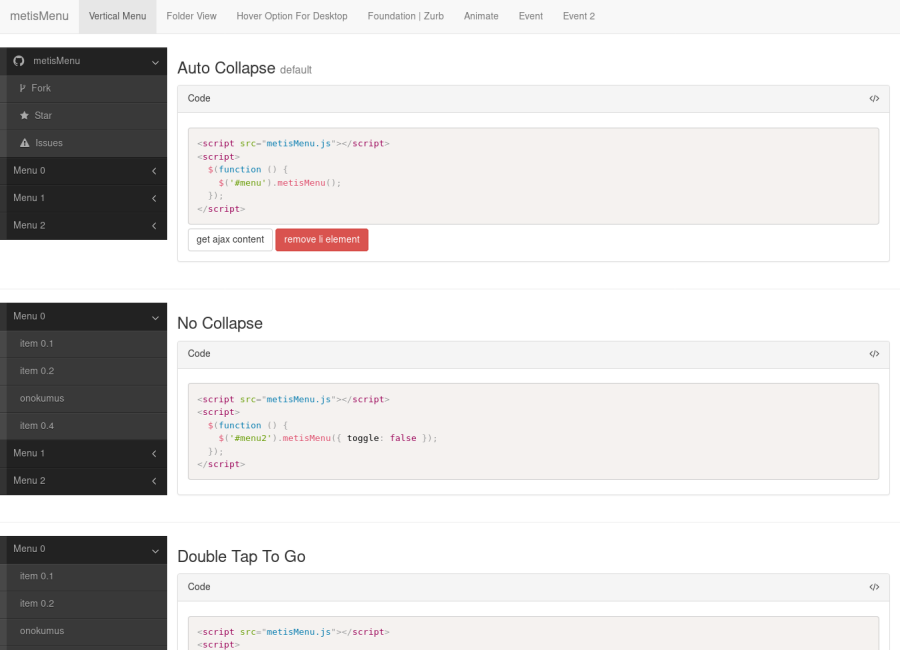 metisMenu Vertical Menu Folder View Hover Option For Desktop Foundation | Zurb Animate Event Event 2
metisMenu
Fork
Star
Issues
Menu 0
Menu 1
Menu 2
Auto Collapse default
Code </>
<script src="metisMenu.js"></script>
<script>
  $(function () {
    $('#menu').metisMenu();
  });
</script>
get ajax content remove li element
Menu 0
item 0.1
item 0.2
onokumus
item 0.4
Menu 1
Menu 2
No Collapse
Code </>
<script src="metisMenu.js"></script>
<script>
  $(function () {
    $('#menu2').metisMenu({ toggle: false });
  });
</script>
Menu 0
item 0.1
item 0.2
onokumus
Double Tap To Go
Code </>
<script src="metisMenu.js"></script>
<script>